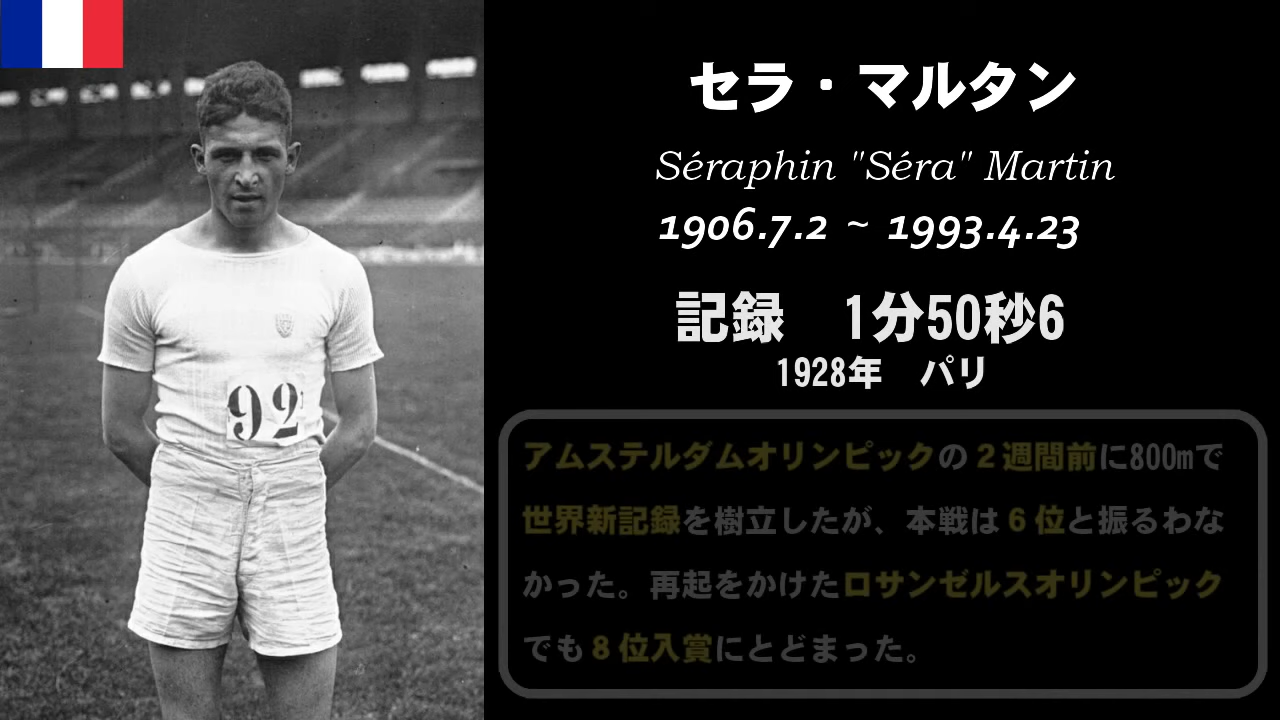 セラ・マルタン
Séraphin "Séra" Martin
1906.7.2 ~ 1993.4.23
記録　1分50秒6
1928年　パリ
アムステルダムオリンピックの２週間前に800mで
世界新記録を樹立したが、本戦は６位と振るわな
かった。再起をかけたロサンゼルスオリンピック
でも８位入賞にとどまった。
92